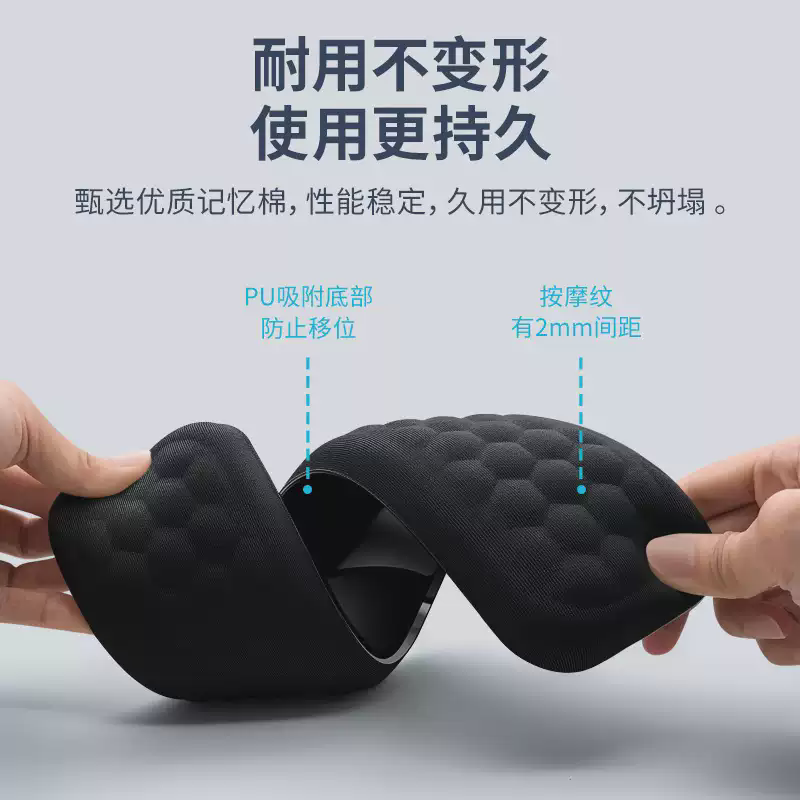 耐用不变形
使用更持久
甄选优质记忆棉，性能稳定，久用不变形，不坍塌。
PU吸附底部
防止移位
按摩纹
有2mm间距